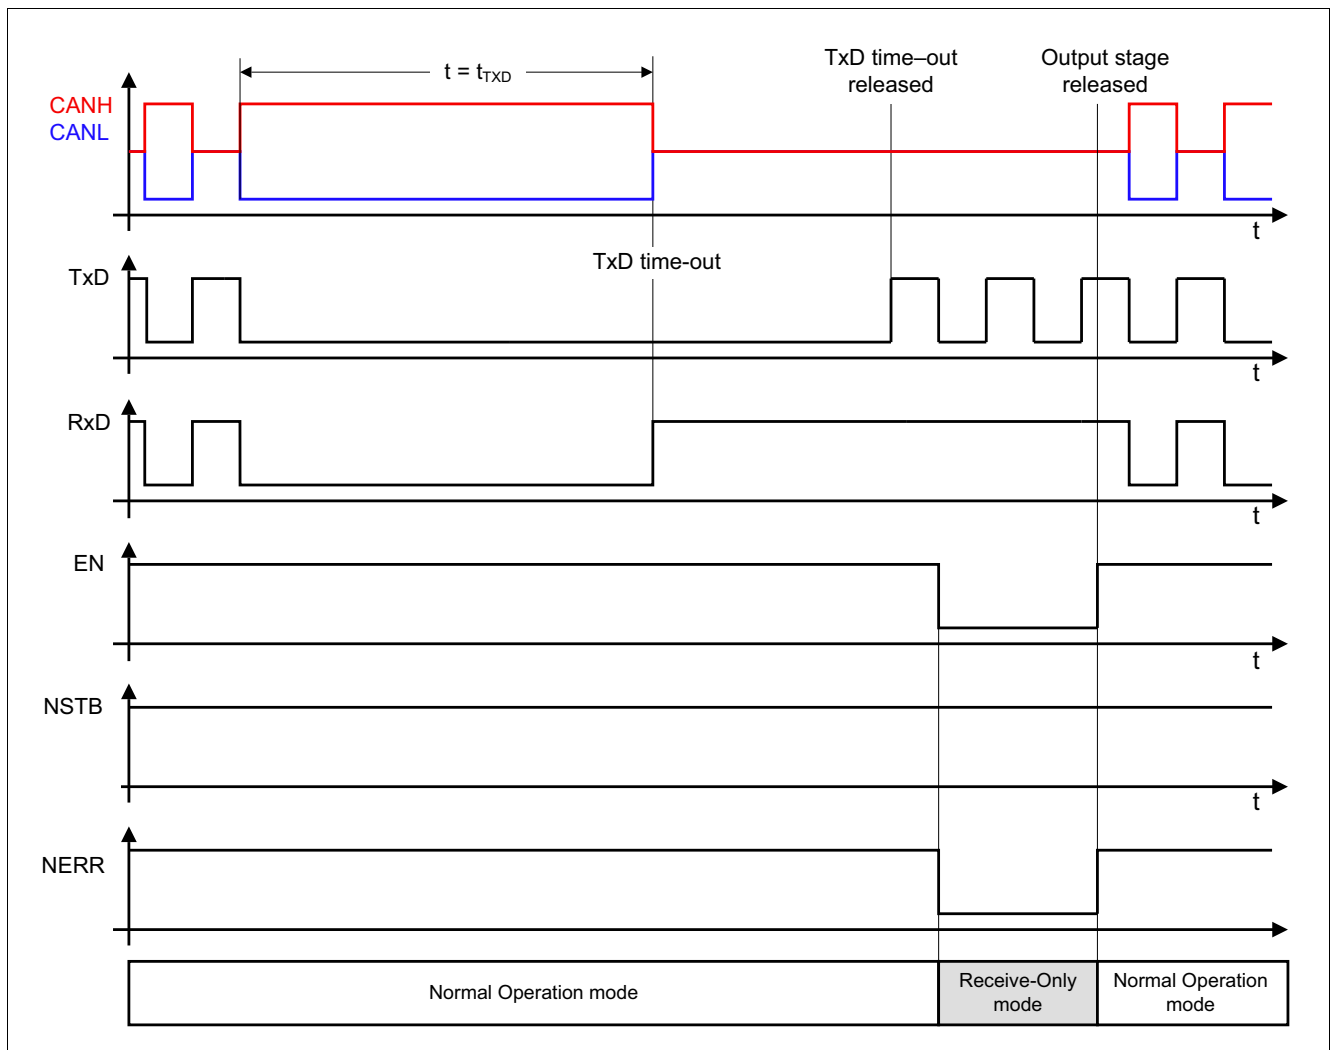 t = tTXD
TxD time–out
released
Output stage
released
CANH
CANL
t
TxD time-out
TxD
t
RxD
t
EN
t
NSTB
t
NERR
Normal Operation mode
Receive-Only
mode
Normal Operation
mode